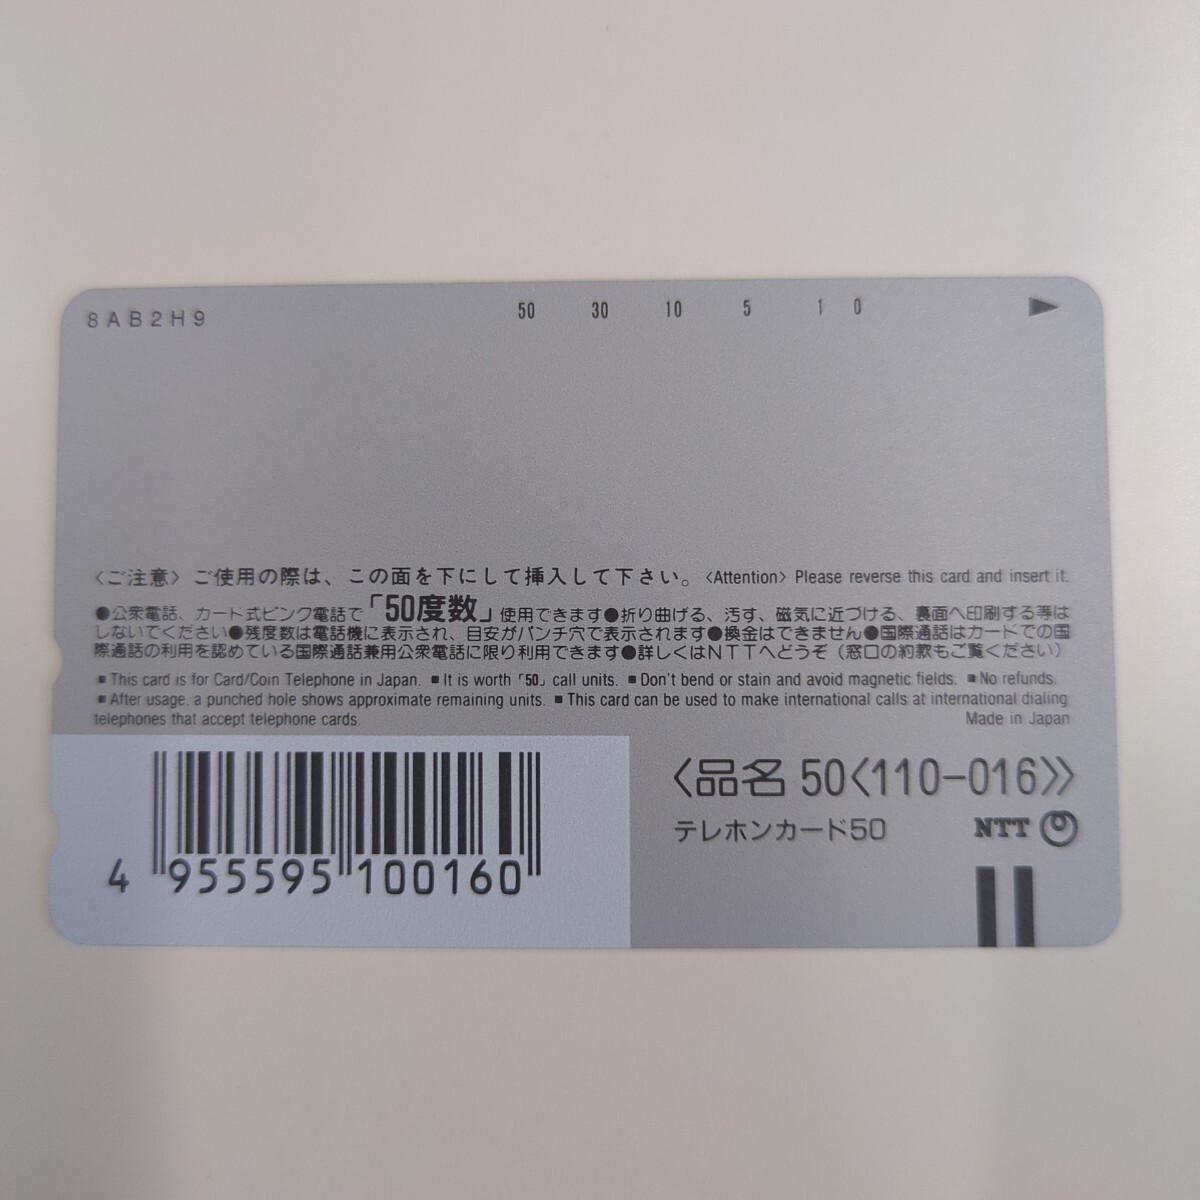 8AB2H9
50 30 10 5 1 0
〈ご注意〉ご使用の際は、この面を下にして挿入して下さい。〈Attention〉Please reverse this card and insert it.
●公衆電話、カード式ピンク電話で「50度数」使用できます●折り曲げる、汚す、磁気に近づける、裏面へ印刷する等は
しないでください●残度数は電話機に表示され、目安がパンチ穴で表示されます●換金はできません●国際通話はカードでの国
際通話の利用を認めている国際通話兼用公衆電話に限り利用できます●詳しくはNTTへどうぞ（窓口の約款もご覧ください）
■This card is for Card/Coin Telephone in Japan. ■It is worth「50」call units. ■Don't bend or stain and avoid magnetic fields. ■No refunds.
■After usage. a punched hole shows approximate remaining units. ■This card can be used to make international calls at international dialing
telephones that accept telephone cards. Made in Japan
〈品名 50〈110-016〉〉
テレホンカード50 NTT
4 955595 100160